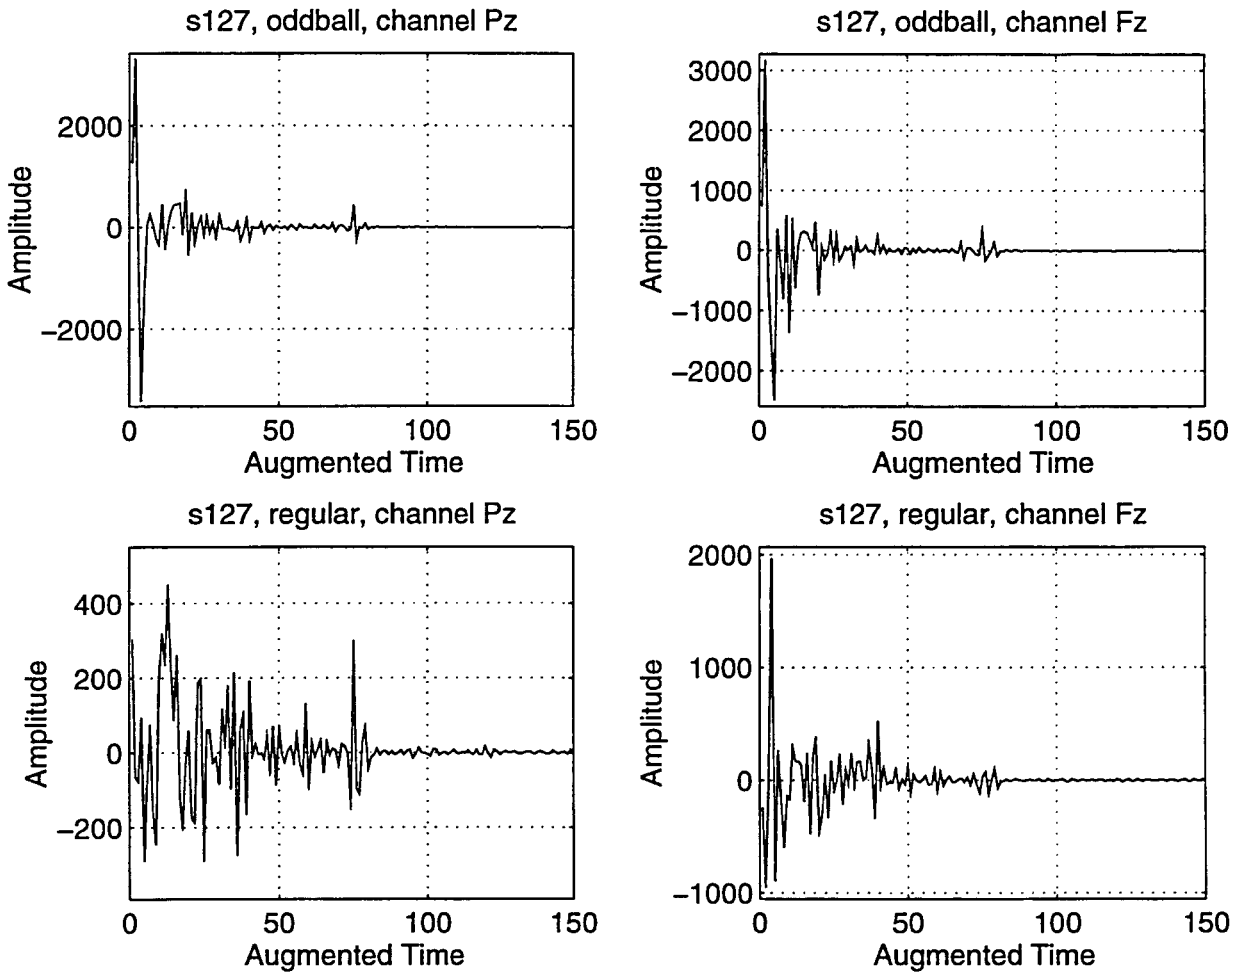 s127, oddball, channel Pz
Amplitude
2000
0
−2000
0 50 100 150
Augmented Time
s127, oddball, channel Fz
Amplitude
3000
2000
1000
0
−1000
−2000
0 50 100 150
Augmented Time
s127, regular, channel Pz
Amplitude
400
200
0
−200
0 50 100 150
Augmented Time
s127, regular, channel Fz
Amplitude
2000
1000
0
−1000
0 50 100 150
Augmented Time